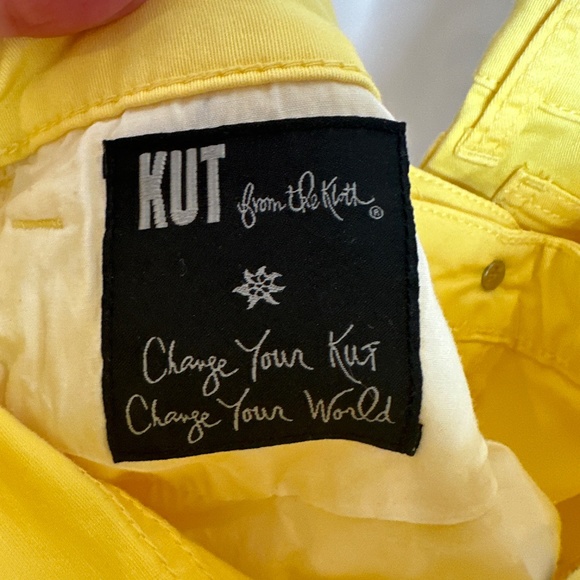 KUT from the Kloth ®
Change Your Kut
Change Your World